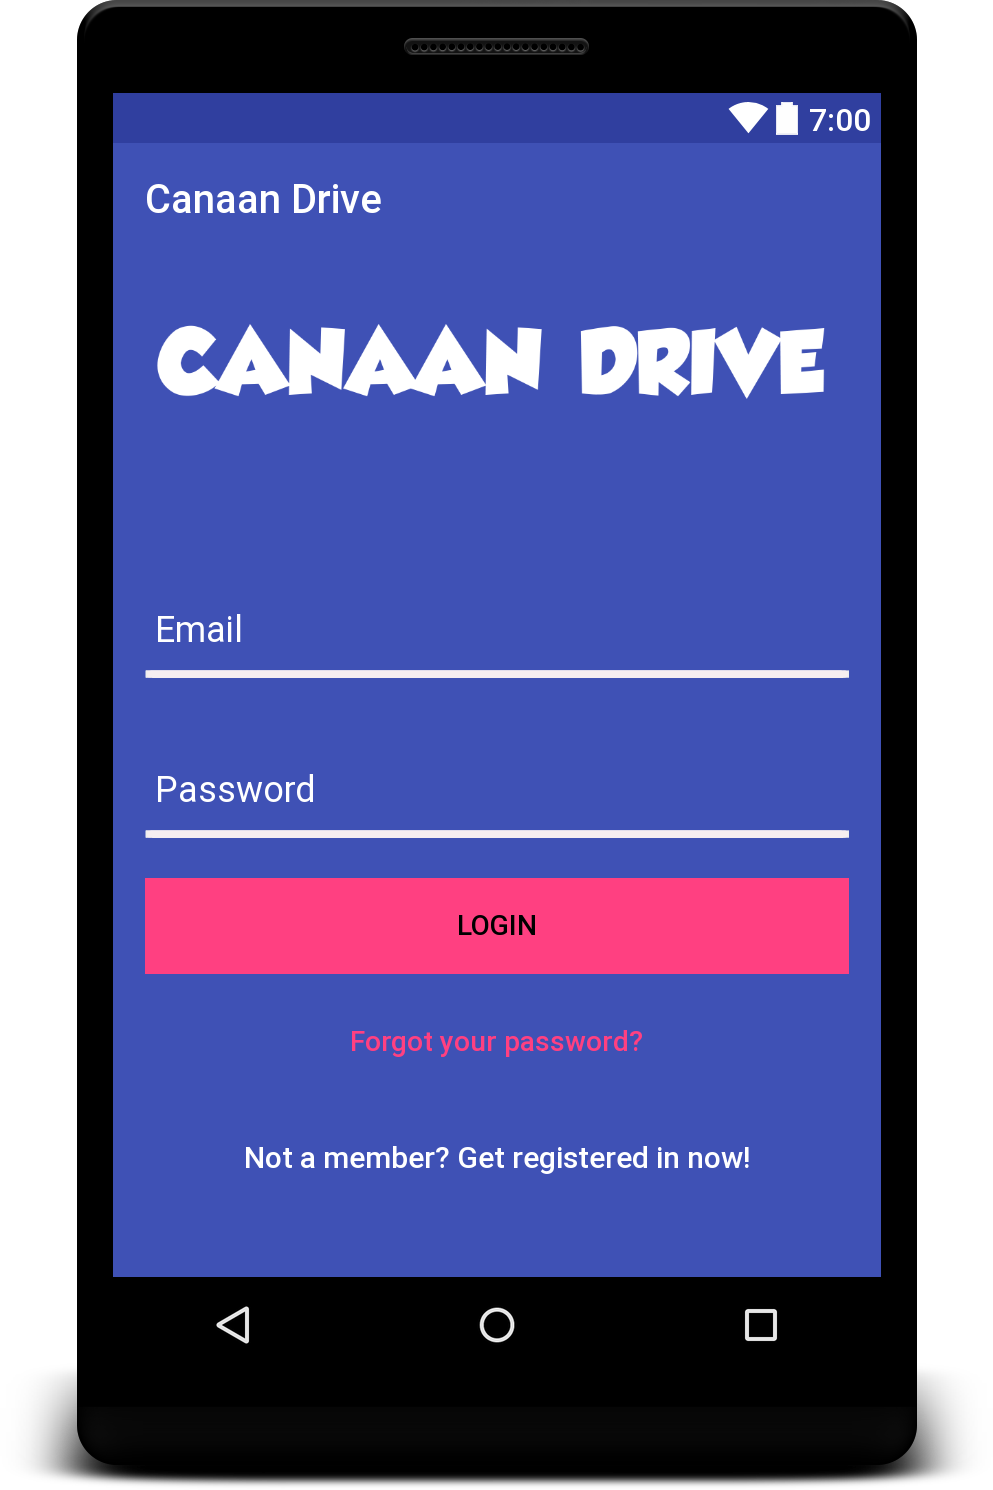 7:00
Canaan Drive
CANAAN DRIVE
Email
Password
LOGIN
Forgot your password?
Not a member? Get registered in now!